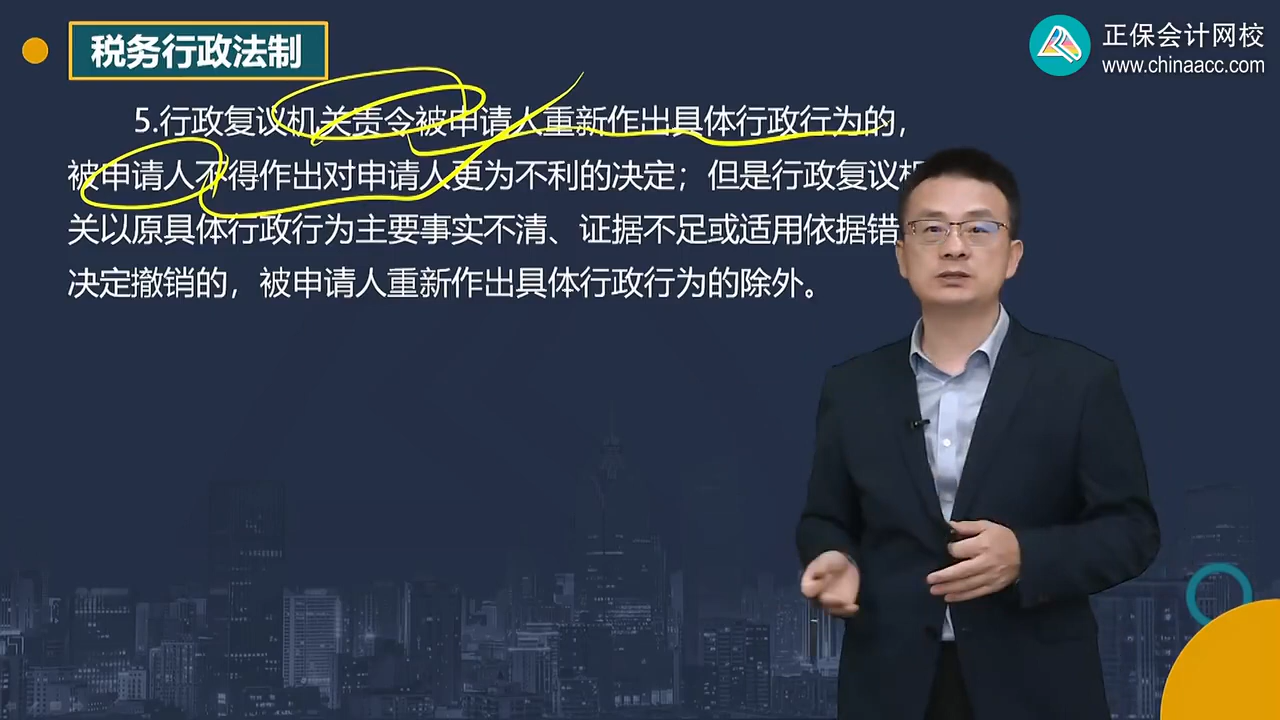 税务行政法制
正保会计网校
www.chinaacc.com
5.行政复议机关责令被申请人重新作出具体行政行为的，
被申请人不得作出对申请人更为不利的决定；但是行政复议机
关以原具体行政行为主要事实不清、证据不足或适用依据错
决定撤销的，被申请人重新作出具体行政行为的除外。